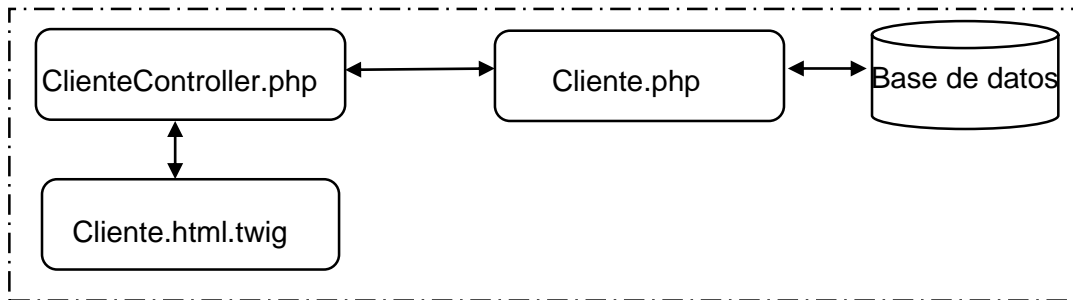 ClienteController.php
Cliente.php
Base de datos
Cliente.html.twig